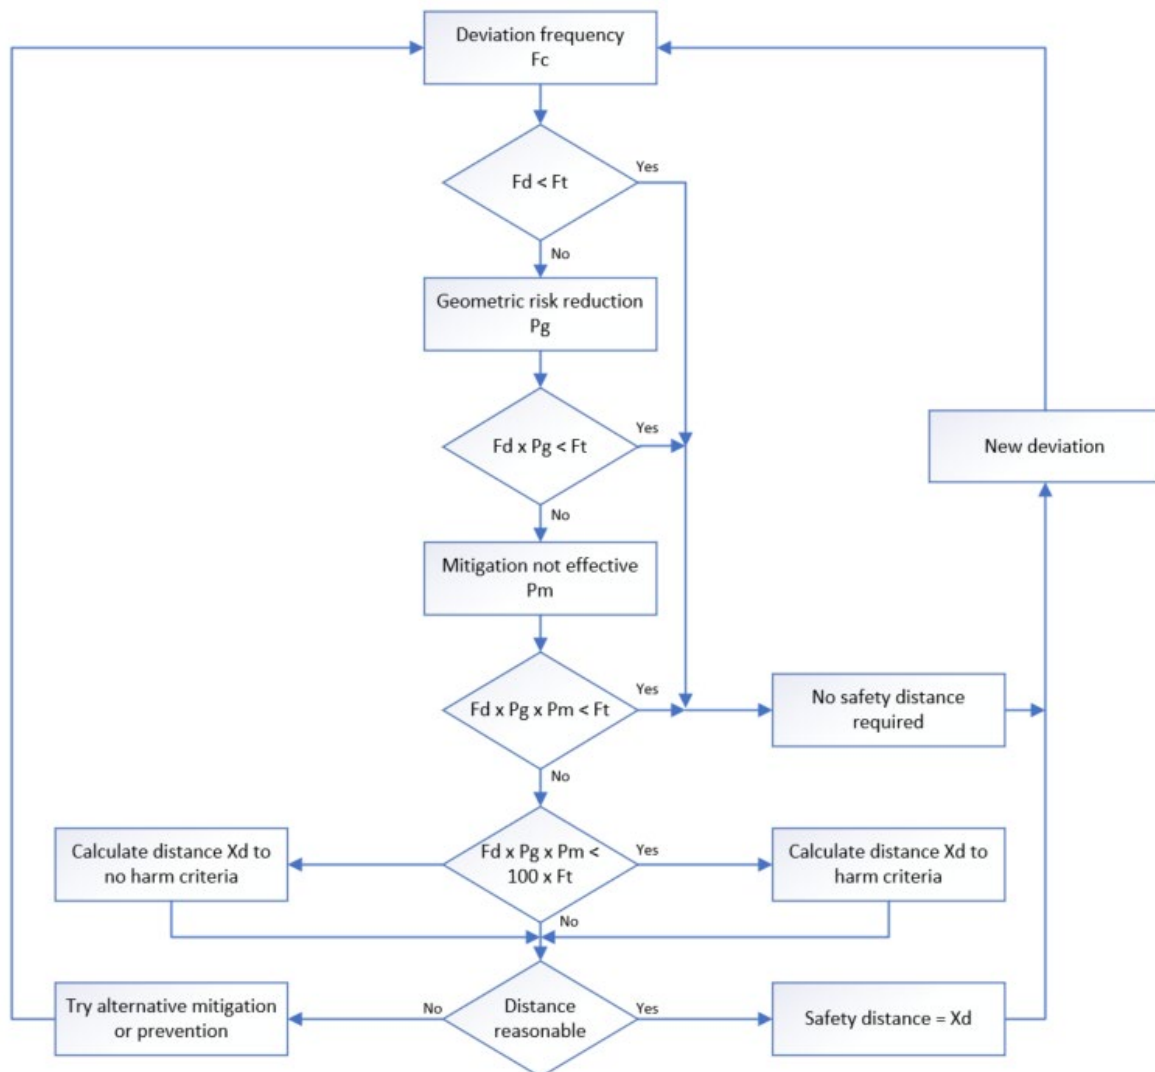 Deviation frequency
Fc
Fd < Ft
Yes
No
Geometric risk reduction
Pg
Fd x Pg < Ft
Yes
No
New deviation
Mitigation not effective
Pm
Fd x Pg x Pm < Ft
Yes
No
No safety distance
required
Calculate distance Xd to
no harm criteria
Fd x Pg x Pm <
100 x Ft
Yes
No
Calculate distance Xd to
harm criteria
Try alternative mitigation
or prevention
No
Distance
reasonable
Yes
Safety distance = Xd